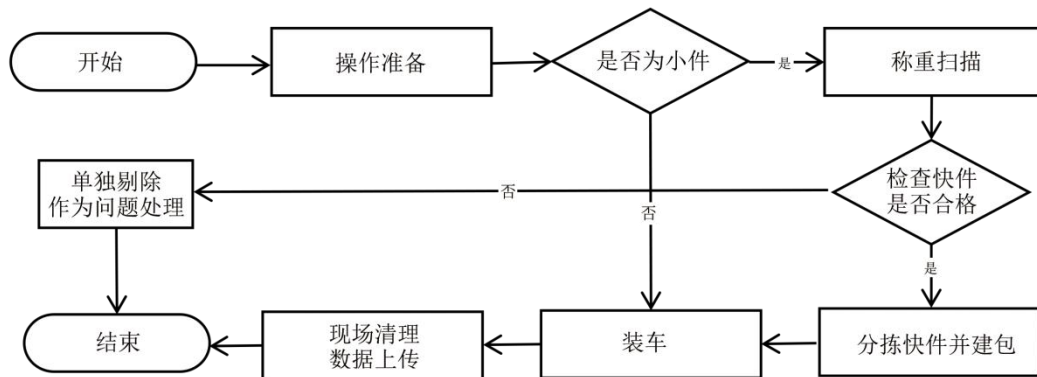 开始
操作准备
是否为小件
是
称重扫描
单独剔除
作为问题处理
否
否
检查快件
是否合格
是
结束
现场清理
数据上传
装车
分拣快件并建包